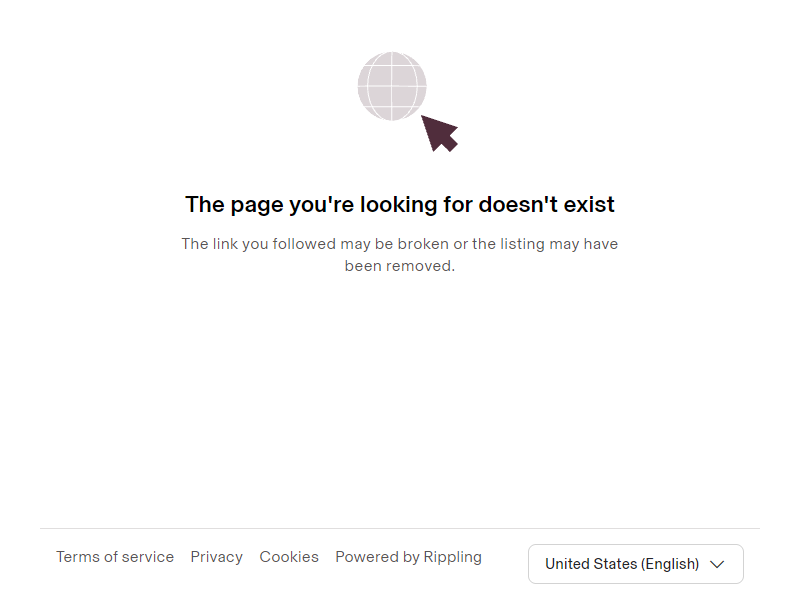 The page you're looking for doesn't exist
The link you followed may be broken or the listing may have
been removed.
Terms of service Privacy Cookies Powered by Rippling
United States (English)